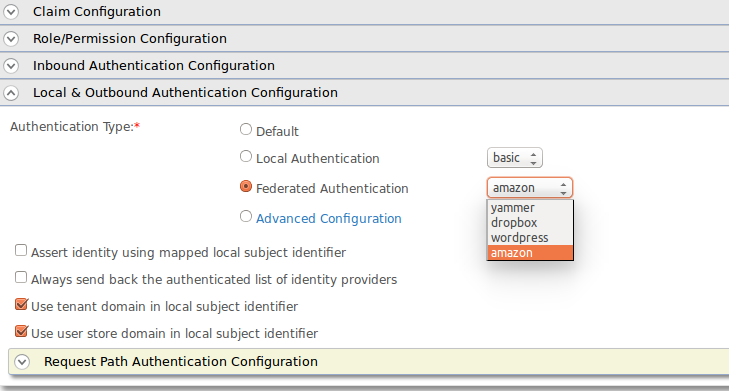 Claim Configuration
Role/Permission Configuration
Inbound Authentication Configuration
Local & Outbound Authentication Configuration
Authentication Type:*
Default
Local Authentication
basic
Federated Authentication
amazon
yammer
dropbox
wordpress
amazon
Advanced Configuration
Assert identity using mapped local subject identifier
Always send back the authenticated list of identity providers
Use tenant domain in local subject identifier
Use user store domain in local subject identifier
Request Path Authentication Configuration